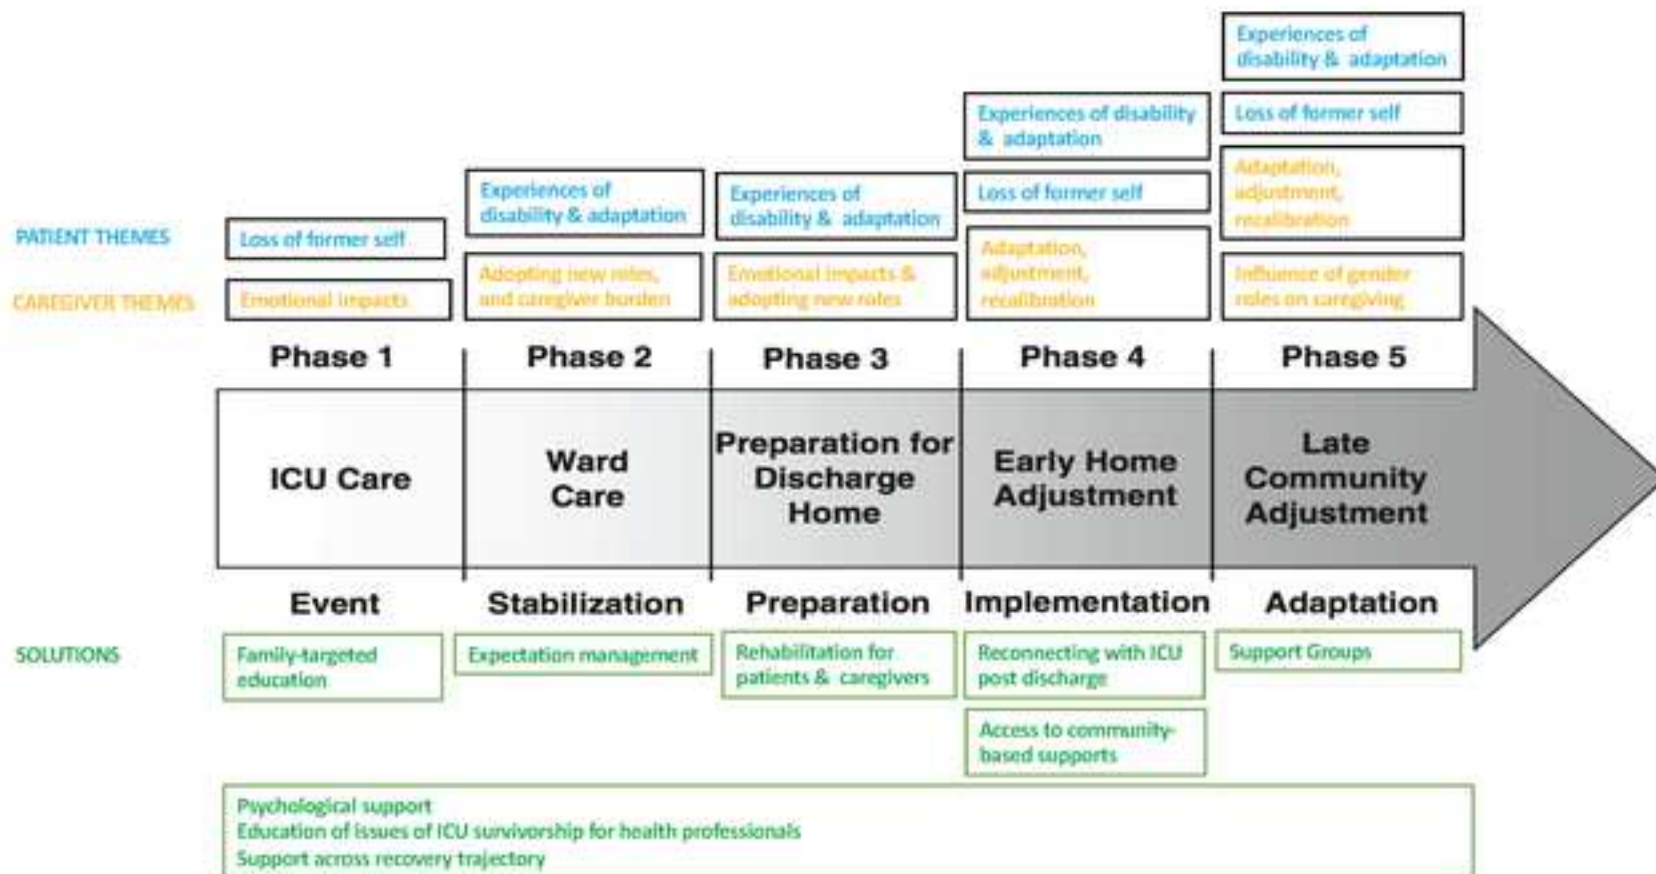 Experiences of
disability & adaptation
Experiences of disability
& adaptation
Loss of former self
Experiences of
disability & adaptation
Experiences of
disability & adaptation
Loss of former self
Adaptation,
adjustment,
recalibration
PATIENT THEMES
Loss of former self
Adaptation,
adjustment,
recalibration
CAREGIVER THEMES
Emotional impacts
Adopting new roles,
and caregiver burden
Emotional impacts &
adopting new roles
Influence of gender
roles on caregiving
Phase 1
Phase 2
Phase 3
Phase 4
Phase 5
ICU Care
Ward
Care
Preparation for
Discharge
Home
Early Home
Adjustment
Late
Community
Adjustment
Event
Stabilization
Preparation
Implementation
Adaptation
SOLUTIONS
Family-targeted
education
Expectation management
Rehabilitation for
patients & caregivers
Reconnecting with ICU
post discharge
Support Groups
Access to community-
based supports
Psychological support
Education of issues of ICU survivorship for health professionals
Support across recovery trajectory